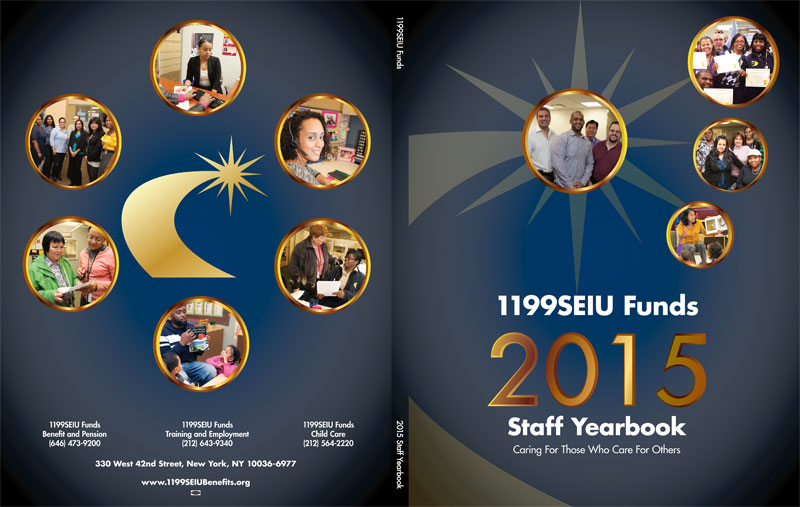 1199SEIU Funds
Benefit and Pension
(646) 473-9200
1199SEIU Funds
Training and Employment
(212) 643-9340
1199SEIU Funds
Child Care
(212) 564-2220
330 West 42nd Street, New York, NY 10036-6977
www.1199SEIUBenefits.org
1199SEIU Funds
2015 Staff Yearbook
1199SEIU Funds
2015
Staff Yearbook
Caring For Those Who Care For Others